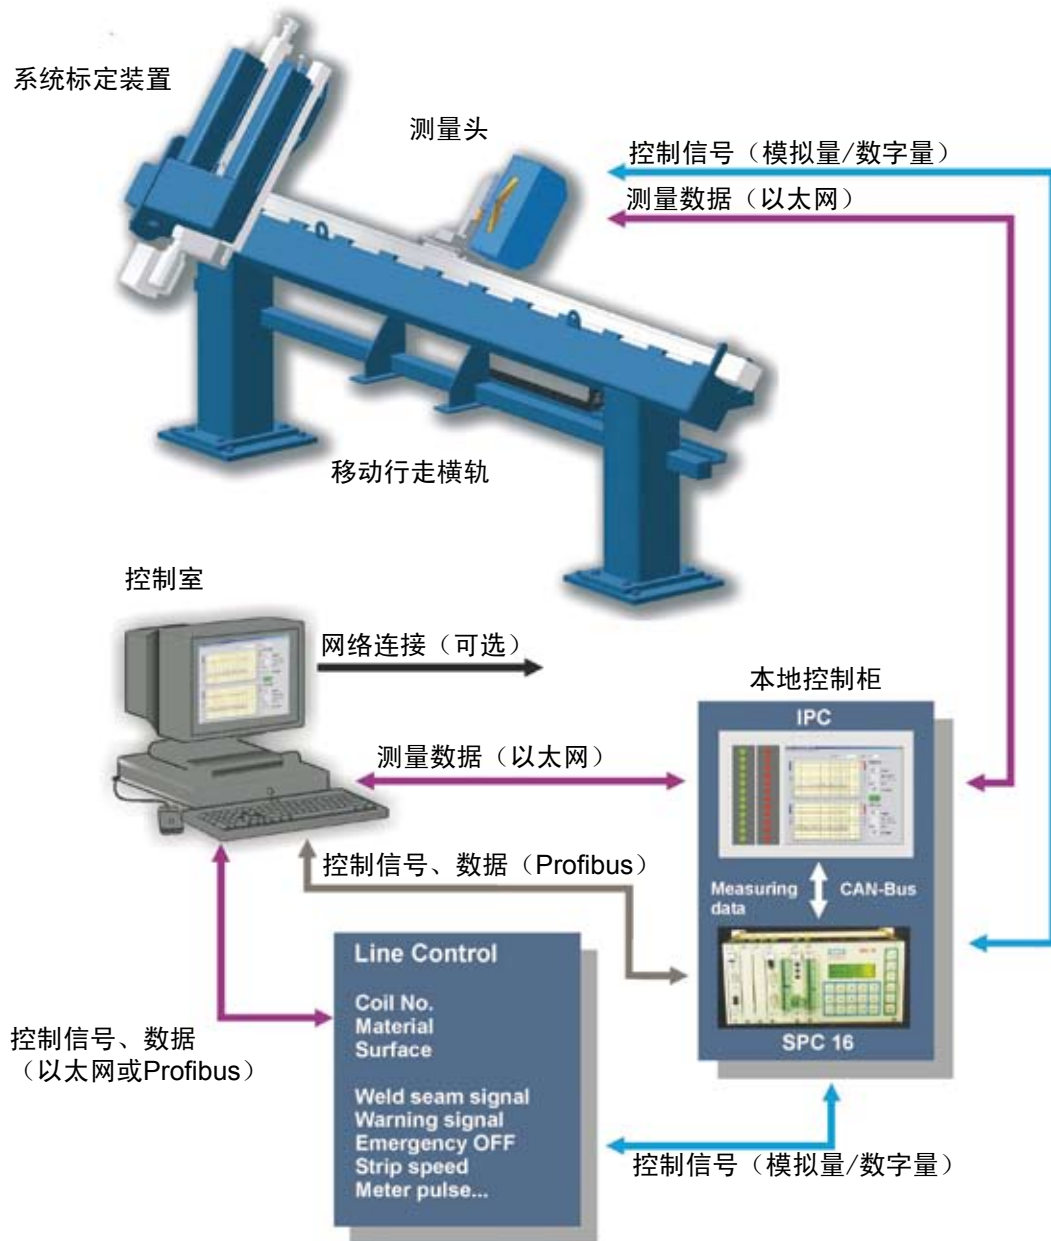 系统标定装置
测量头
控制信号（模拟量/数字量）
测量数据（以太网）
移动行走横轨
控制室
网络连接（可选）
本地控制柜
IPC
测量数据（以太网）
控制信号、数据（Profibus）
Measuring data
CAN-Bus
SPC 16
Line Control
Coil No.
Material
Surface
Weld seam signal
Warning signal
Emergency OFF
Strip speed
Meter pulse...
控制信号、数据
（以太网或Profibus）
控制信号（模拟量/数字量）